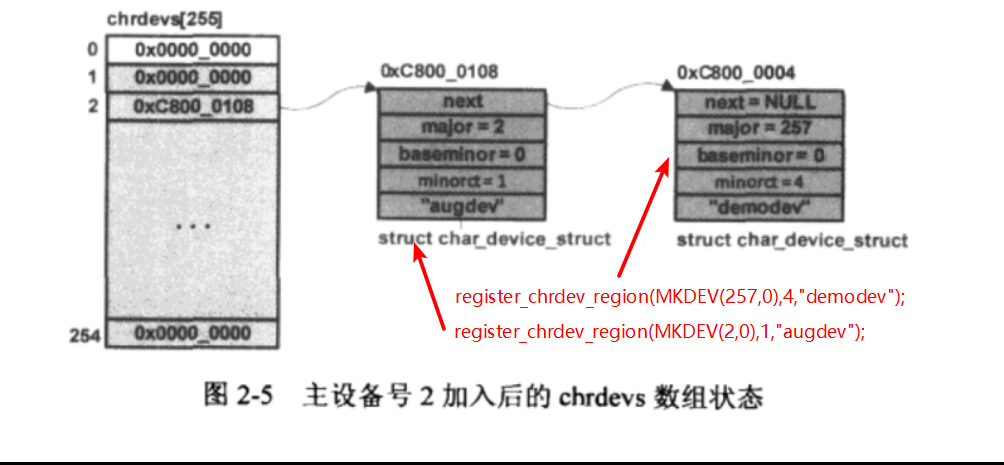 chrdevs[255]
0 0x0000_0000
1 0x0000_0000
2 0xC800_0108
...
254 0x0000_0000
0xC800_0108
next
major = 2
baseminor = 0
minorct = 1
"augdev"
struct char_device_struct
0xC800_0004
next = NULL
major = 257
baseminor = 0
minorct = 4
"demodev"
struct char_device_struct
register_chrdev_region(MKDEV(257,0),4,"demodev");
register_chrdev_region(MKDEV(2,0),1,"augdev");
图 2-5 主设备号 2 加入后的 chrdevs 数组状态